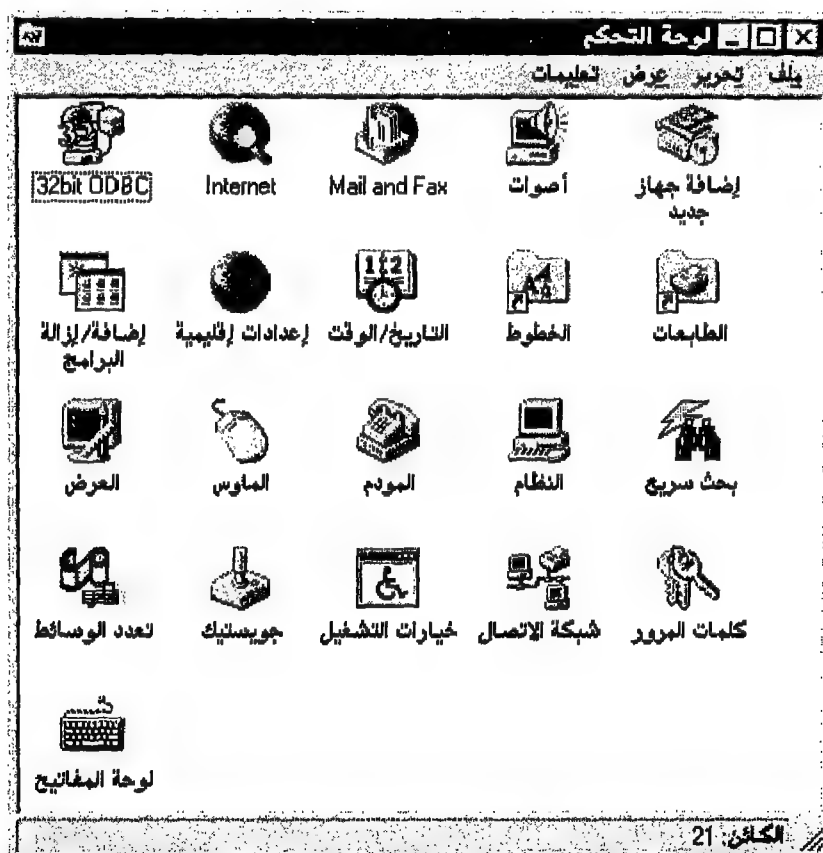 لوحة التحكم
ملف تحرير عرض تعليمات
إضافة جهاز
جديد
أصوات
Mail and Fax
Internet
32bit ODBC
الطابعات
الخطوط
التاريخ/الوقت
إعدادات إقليمية
إضافة/إزالة
البرامج
بحث سريع
النظام
المودم
الماوس
العرض
كلمات المرور
شبكة الاتصال
خيارات التشغيل
جويستيك
تعدد الوسائط
لوحة المفاتيح
الكائن: 21